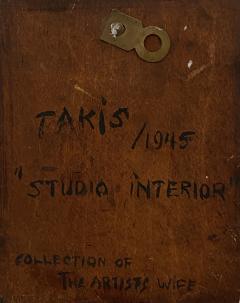 TAKIS /1945
"STUDIO INTERIOR"
COLLECTION OF
THE ARTISTS WIFE